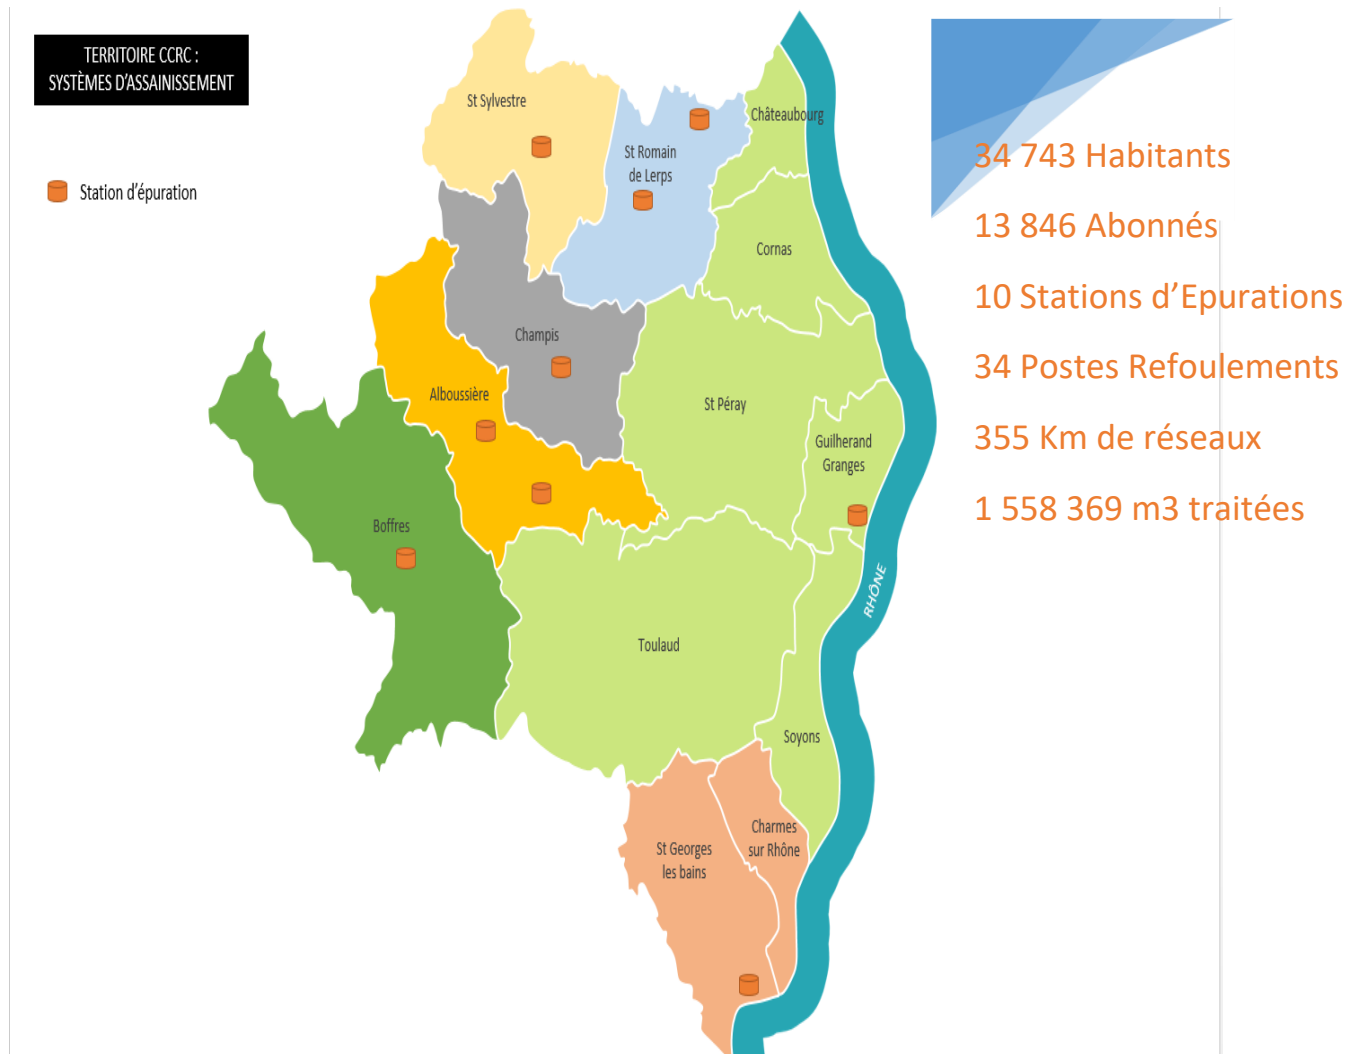 TERRITOIRE CCRC :
SYSTÈMES D'ASSAINISSEMENT
Station d'épuration
St Sylvestre
St Romain
de Lerps
Châteaubourg
Cornas
Champis
Alboussière
St Péray
Guilherand
Granges
Boffres
Toulaud
RHÔNE
Soyons
Charmes
sur Rhône
St Georges
les bains
34 743 Habitants
13 846 Abonnés
10 Stations d'Epurations
34 Postes Refoulements
355 Km de réseaux
1 558 369 m3 traitées